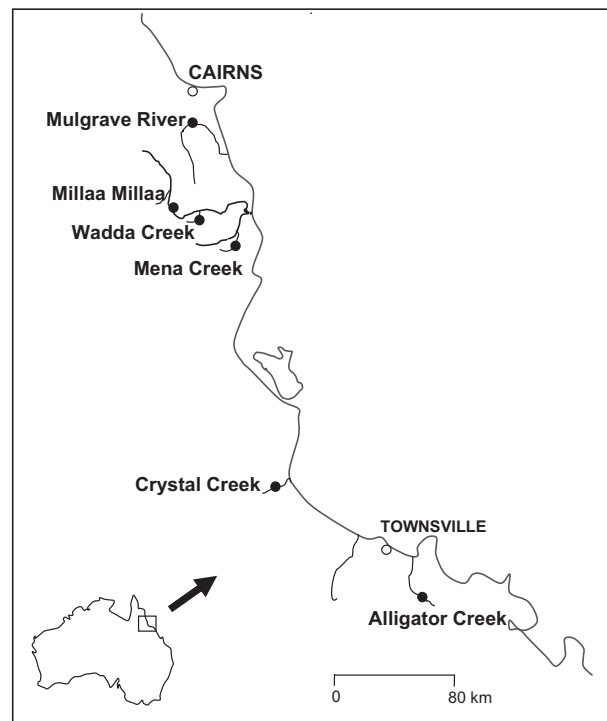 CAIRNS
Mulgrave River
Millaa Millaa
Wadda Creek
Mena Creek
Crystal Creek
TOWNSVILLE
Alligator Creek
0 80 km